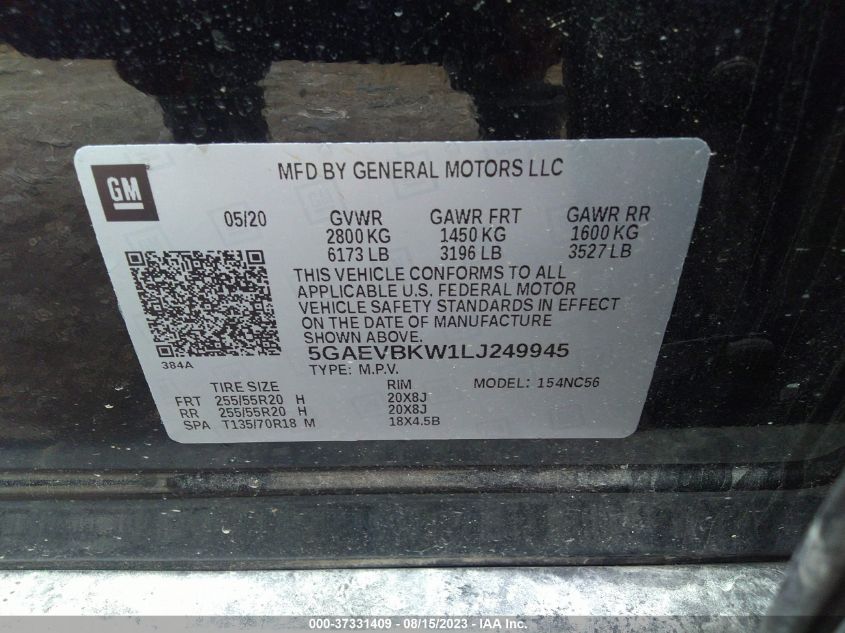 MFD BY GENERAL MOTORS LLC
GM
05/20 GVWR GAWR FRT GAWR RR
2800 KG 1450 KG 1600 KG
6173 LB 3196 LB 3527 LB
THIS VEHICLE CONFORMS TO ALL
APPLICABLE U.S. FEDERAL MOTOR
VEHICLE SAFETY STANDARDS IN EFFECT
ON THE DATE OF MANUFACTURE
SHOWN ABOVE.
384A
5GAEVBKW1LJ249945
TYPE: M.P.V. MODEL: 154NC56
TIRE SIZE RIM
FRT 255/55R20 H 20X8J
RR 255/55R20 H 20X8J
SPA T135/70R18 M 18X4.5B
000-37331409 - 08/15/2023 - IAA Inc.